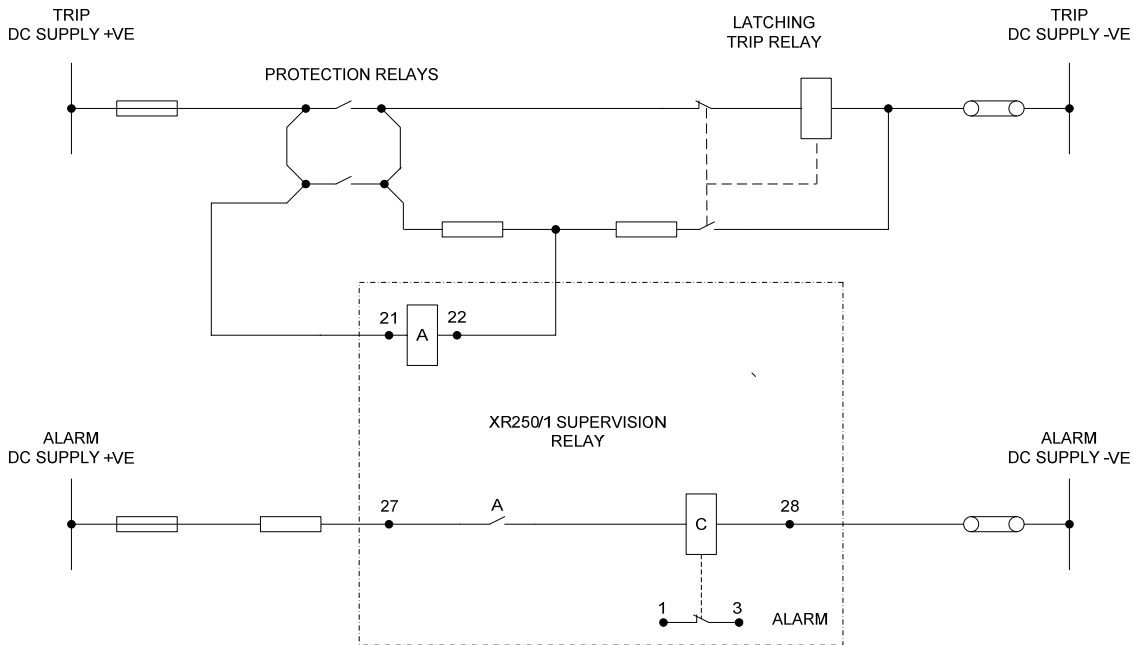 TRIP
DC SUPPLY +VE
LATCHING
TRIP RELAY
TRIP
DC SUPPLY -VE
PROTECTION RELAYS
21
22
A
XR250/1 SUPERVISION
RELAY
ALARM
DC SUPPLY +VE
ALARM
DC SUPPLY -VE
27
A
C
28
1
3
ALARM